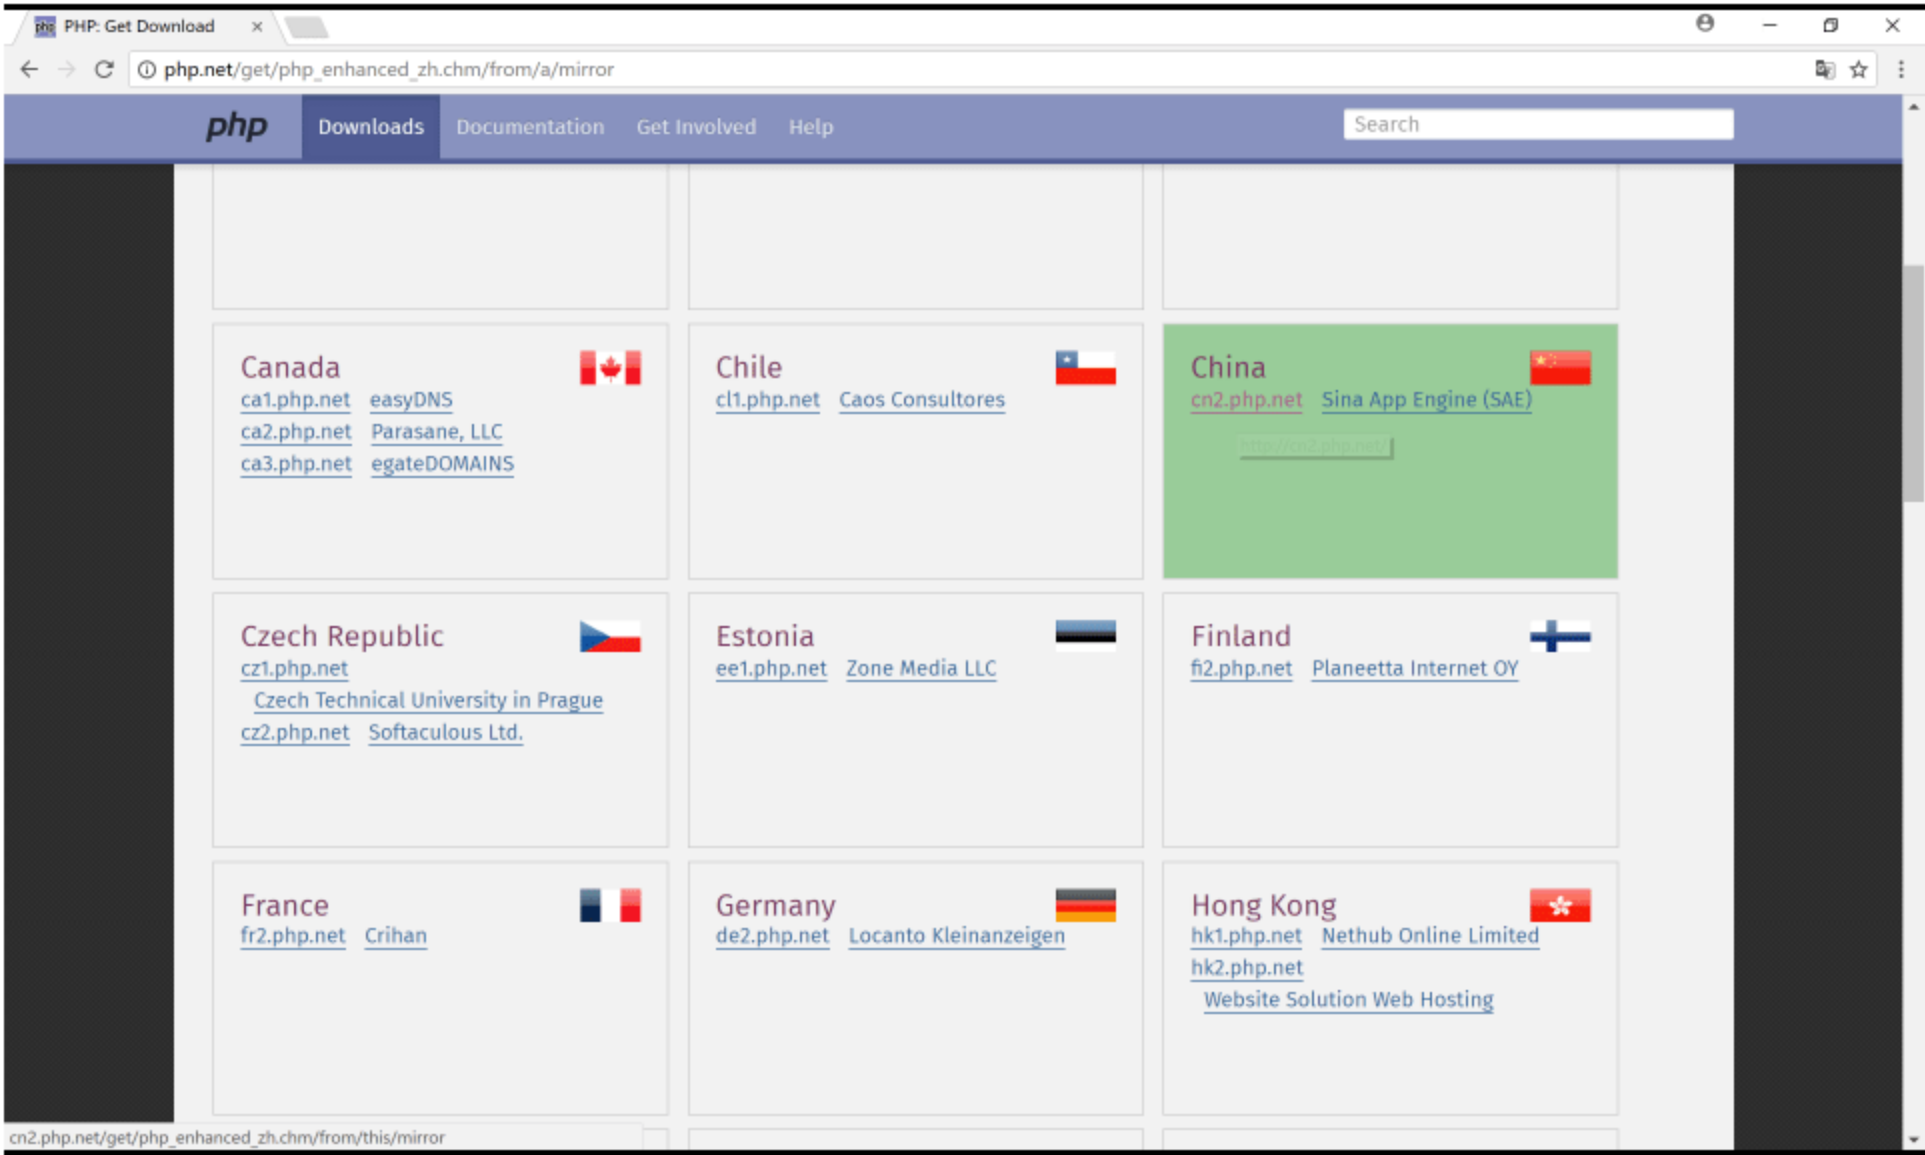 php PHP: Get Download
php.net/get/php_enhanced_zh.chm/from/a/mirror
php Downloads Documentation Get Involved Help Search
Canada
ca1.php.net easyDNS
ca2.php.net Parasane, LLC
ca3.php.net egateDOMAINS
Chile
cl1.php.net Caos Consultores
China
cn2.php.net Sina App Engine (SAE)
http://cn2.php.net/
Czech Republic
cz1.php.net
Czech Technical University in Prague
cz2.php.net Softaculous Ltd.
Estonia
ee1.php.net Zone Media LLC
Finland
fi2.php.net Planeetta Internet OY
France
fr2.php.net Crihan
Germany
de2.php.net Locanto Kleinanzeigen
Hong Kong
hk1.php.net Nethub Online Limited
hk2.php.net
Website Solution Web Hosting
cn2.php.net/get/php_enhanced_zh.chm/from/this/mirror